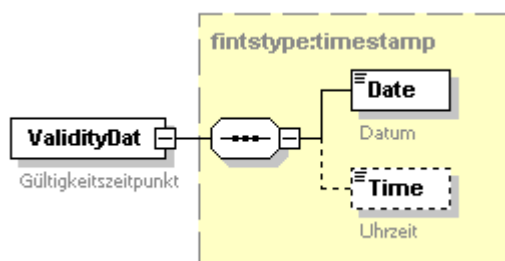 fintstype:timestamp
Date
Datum
ValidityDat
Gültigkeitszeitpunkt
Time
Uhrzeit